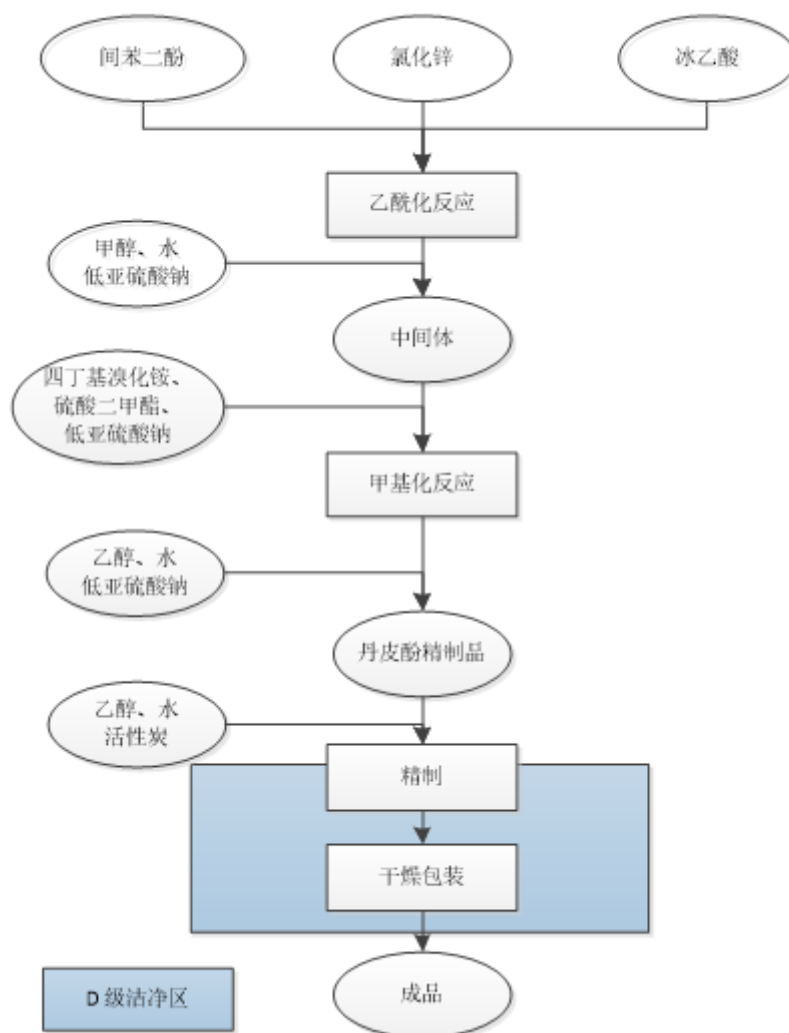 间苯二酚
氯化锌
冰乙酸
乙酰化反应
甲醇、水
低亚硫酸钠
中间体
四丁基溴化铵、
硫酸二甲酯、
低亚硫酸钠
甲基化反应
乙醇、水
低亚硫酸钠
丹皮酚精制品
乙醇、水
活性炭
精制
干燥包装
D 级洁净区
成品